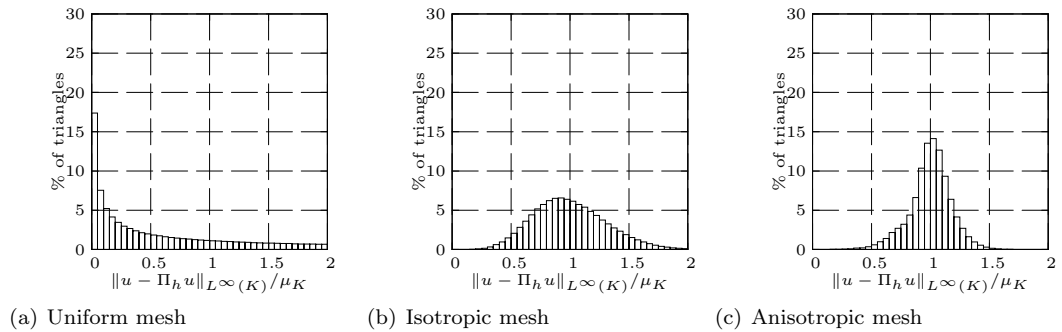 % of triangles
30
25
20
15
10
5
0
0 0.5 1 1.5 2
‖u − Π_h u‖_{L^∞(K)}/μ_K
(a) Uniform mesh
% of triangles
30
25
20
15
10
5
0
0 0.5 1 1.5 2
‖u − Π_h u‖_{L^∞(K)}/μ_K
(b) Isotropic mesh
% of triangles
30
25
20
15
10
5
0
0 0.5 1 1.5 2
‖u − Π_h u‖_{L^∞(K)}/μ_K
(c) Anisotropic mesh